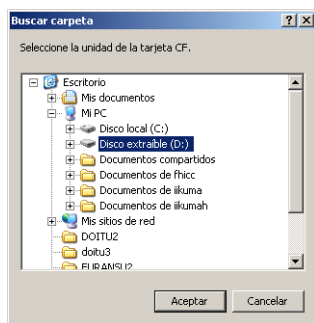 Buscar carpeta
Seleccione la unidad de la tarjeta CF.
Escritorio
Mis documentos
Mi PC
Disco local (C:)
Disco extraíble (D:)
Documentos compartidos
Documentos de fhicc
Documentos de iikuma
Documentos de iikumah
Mis sitios de red
DOITU2
doitu3
FURANSU2
Aceptar
Cancelar